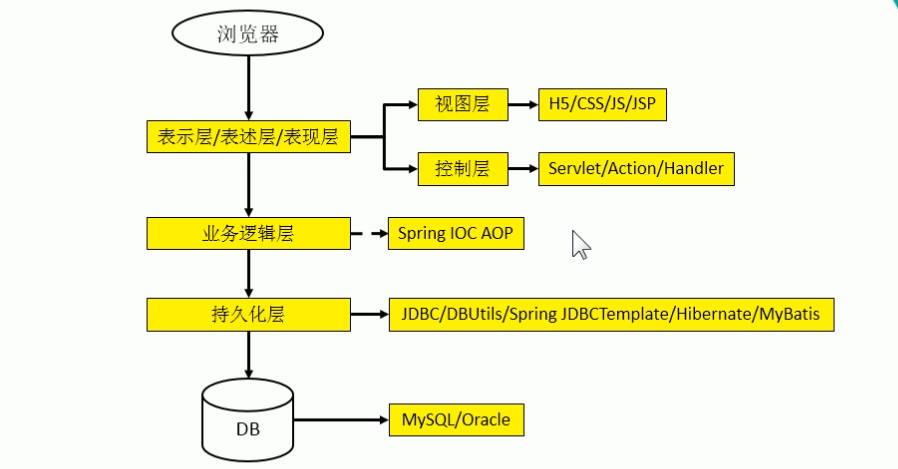 浏览器
视图层
H5/CSS/JS/JSP
表示层/表述层/表现层
控制层
Servlet/Action/Handler
业务逻辑层
Spring IOC AOP
持久化层
JDBC/DBUtils/Spring JDBCTemplate/Hibernate/MyBatis
DB
MySQL/Oracle